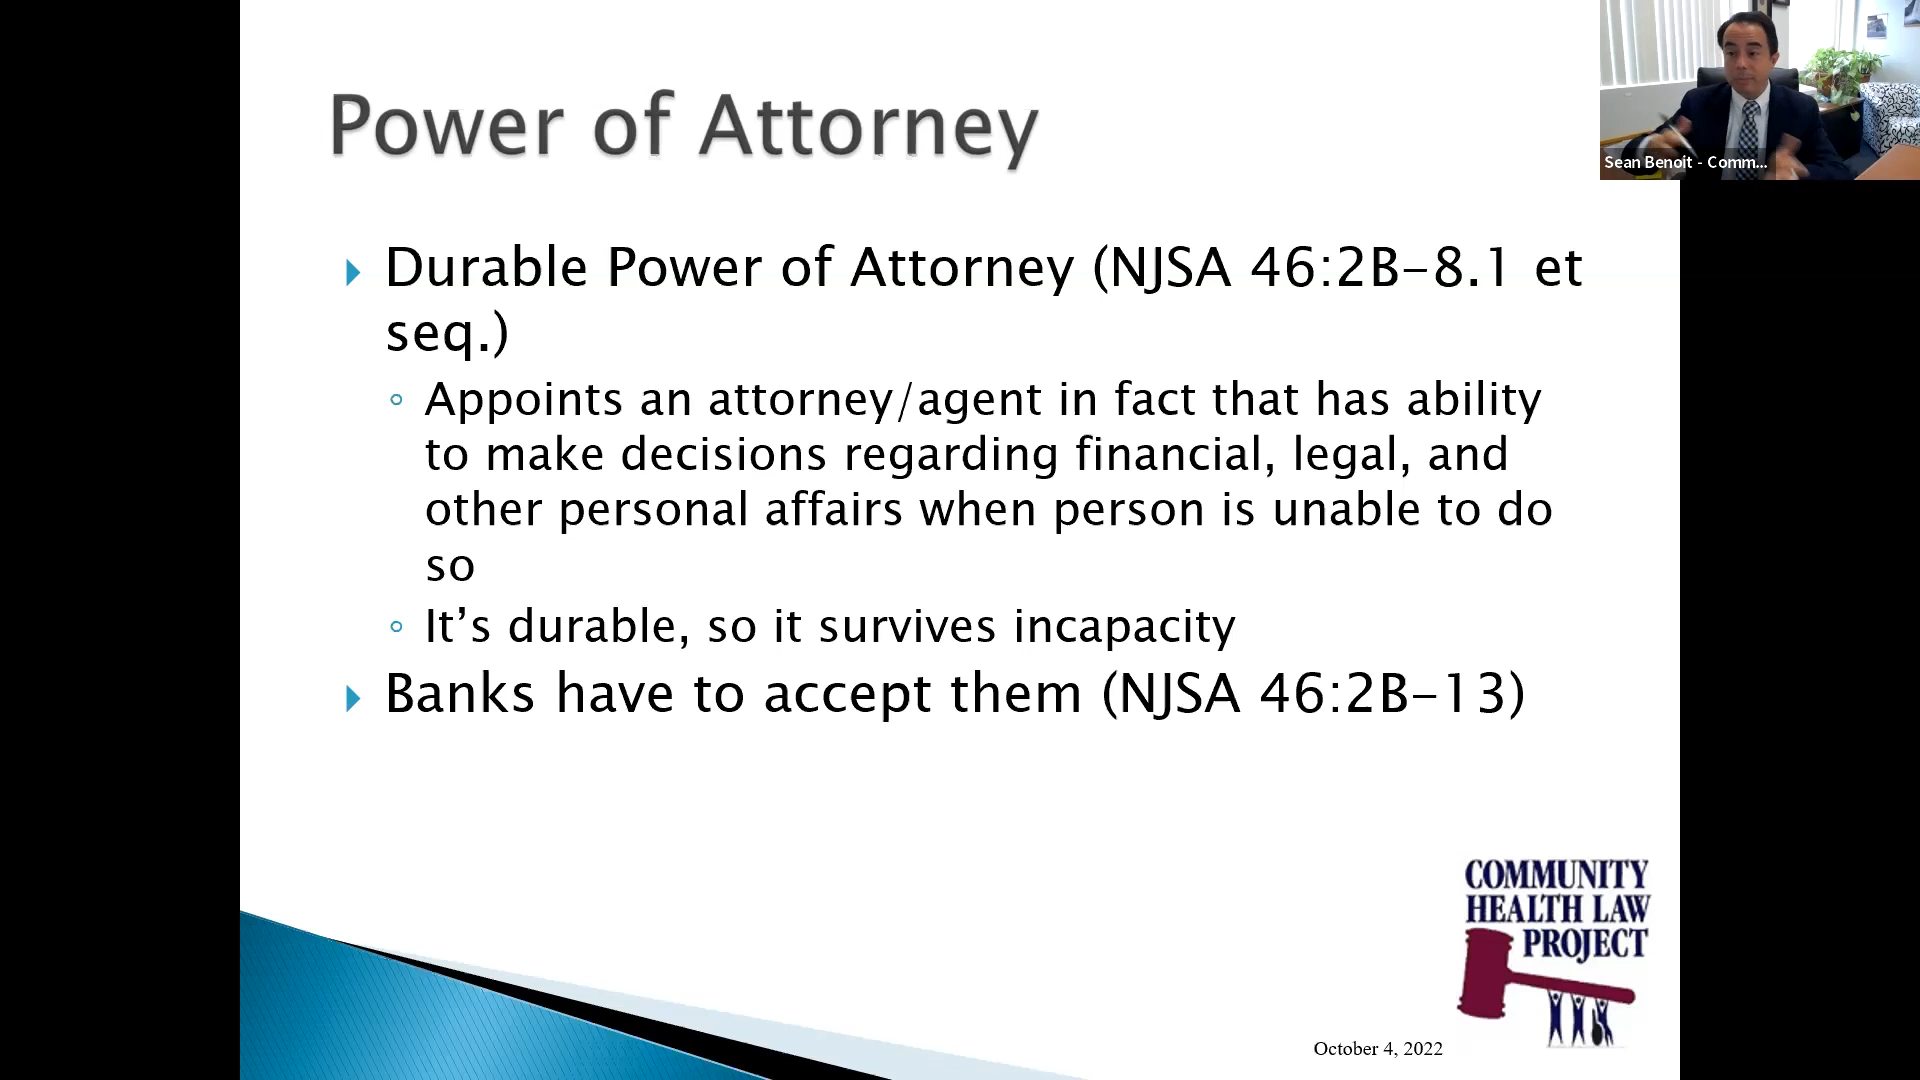 Power of Attorney
Sean Benoit - Comm...
Durable Power of Attorney (NJSA 46:2B-8.1 et
seq.)
Appoints an attorney/agent in fact that has ability
to make decisions regarding financial, legal, and
other personal affairs when person is unable to do
so
It’s durable, so it survives incapacity
Banks have to accept them (NJSA 46:2B-13)
COMMUNITY
HEALTH LAW
PROJECT
October 4, 2022